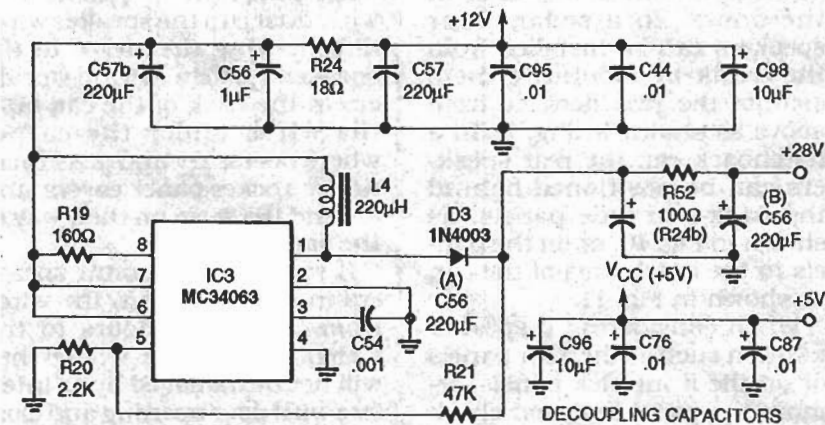 +12V
C57b
220µF
C56
1µF
R24
18Ω
C57
220µF
C95
.01
C44
.01
C98
10µF
L4
220µH
+28V
R19
160Ω
D3
1N4003
R52
100Ω
(R24b)
(B)
C56
220µF
8
7
6
5
IC3
MC34063
1
2
3
4
(A)
C56
220µF
VCC (+5V)
+5V
C54
.001
R20
2.2K
R21
47K
C96
10µF
C76
.01
C87
.01
DECOUPLING CAPACITORS